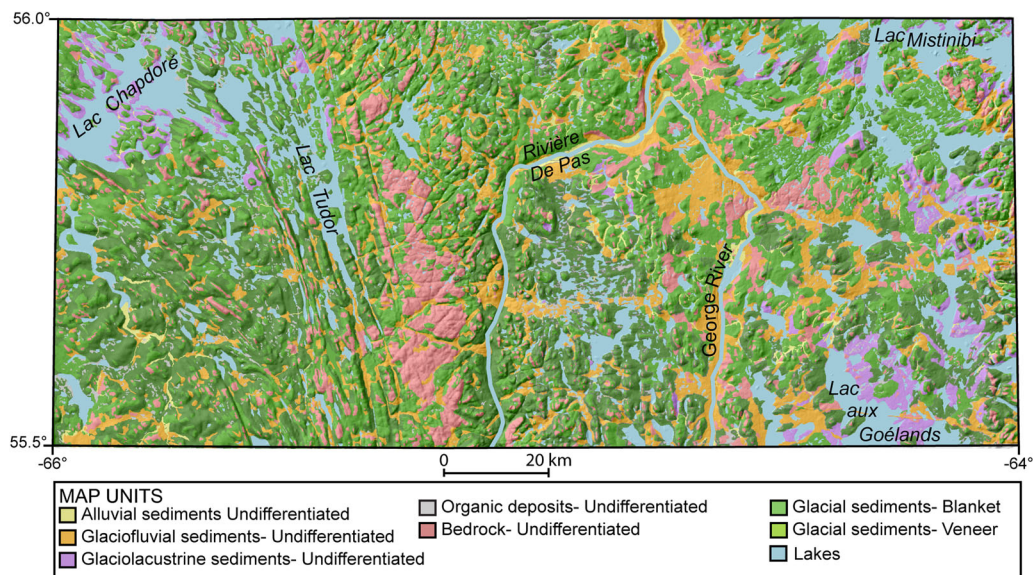 56.0°
Lac Chapdoré
Lac Tudor
Rivière
De Pas
George River
Lac Mistinibi
Lac
aux
Goélands
55.5°
-66°
-64°
0 20 km
MAP UNITS
Alluvial sediments Undifferentiated
Glaciofluvial sediments- Undifferentiated
Glaciolacustrine sediments- Undifferentiated
Organic deposits- Undifferentiated
Bedrock- Undifferentiated
Glacial sediments- Blanket
Glacial sediments- Veneer
Lakes